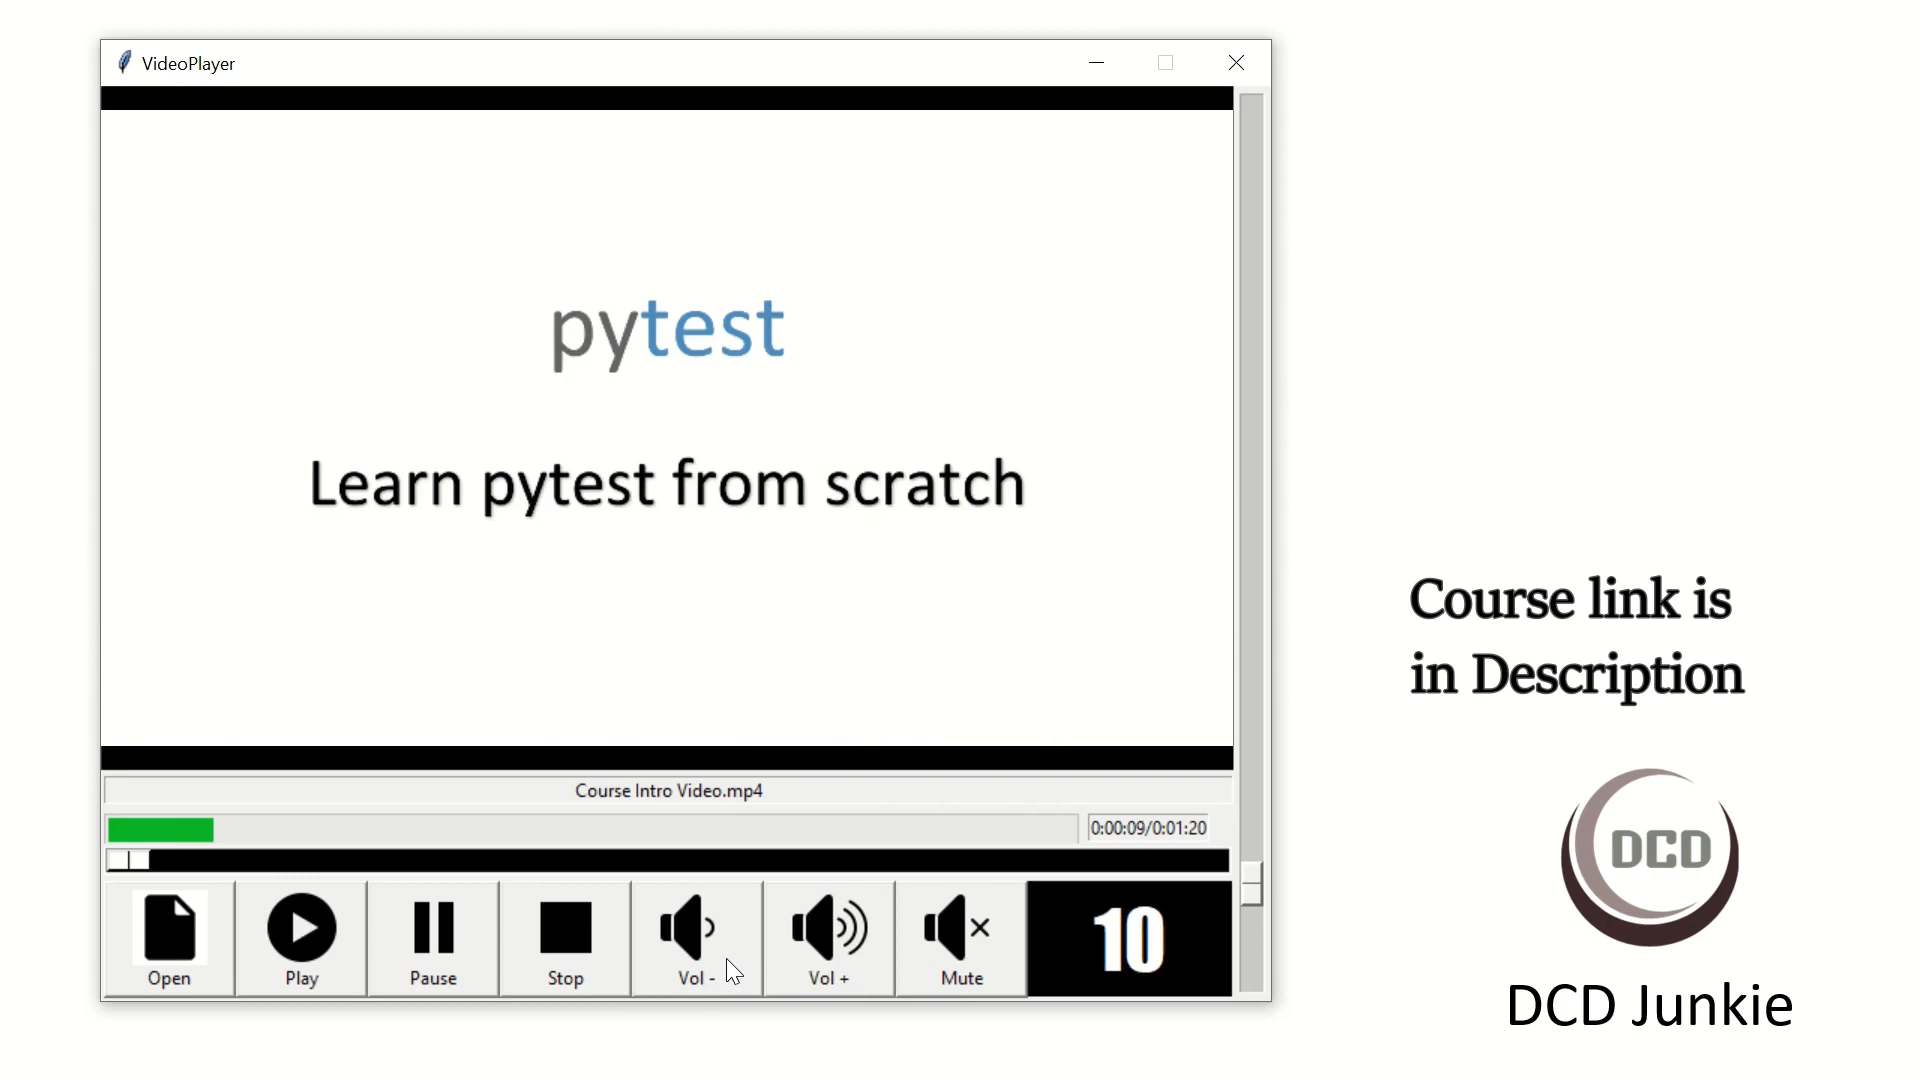 VideoPlayer
pytest
Learn pytest from scratch
Course link is
in Description
Course Intro Video.mp4
0:00:09/0:01:20
Open
Play
Pause
Stop
Vol -
Vol +
Mute
10
DCD
DCD Junkie